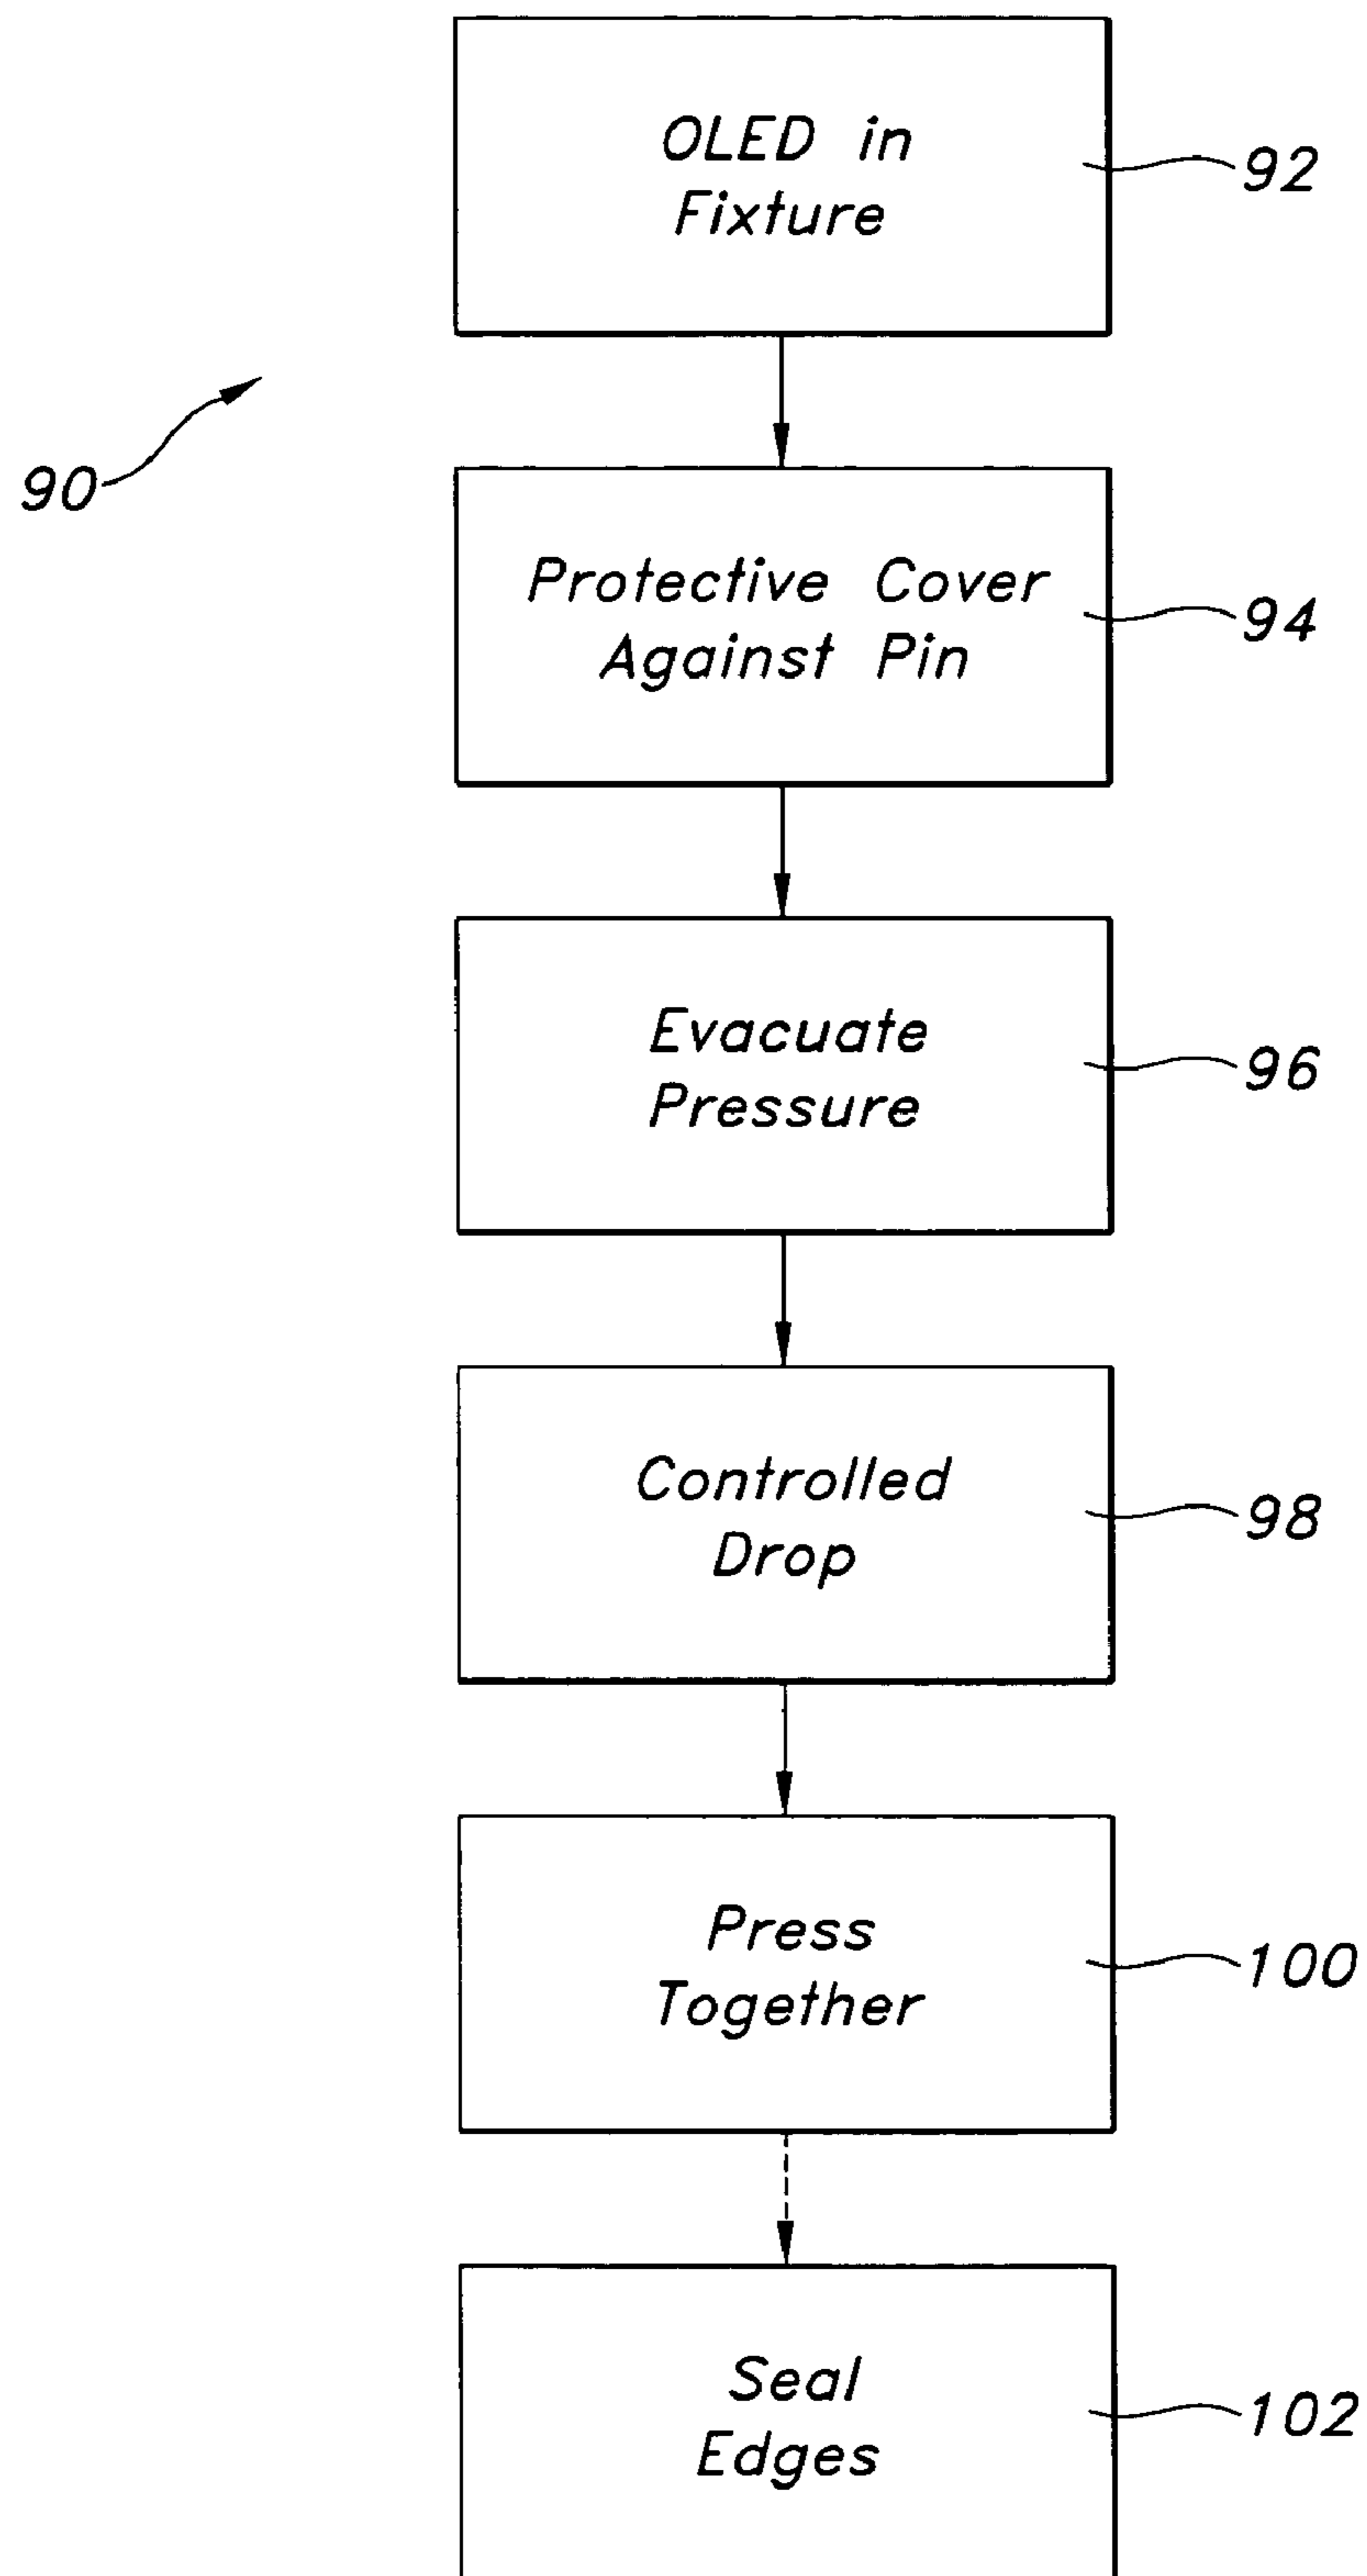 OLED in
Fixture
92
90
Protective Cover
Against Pin
94
Evacuate
Pressure
96
Controlled
Drop
98
Press
Together
100
Seal
Edges
102